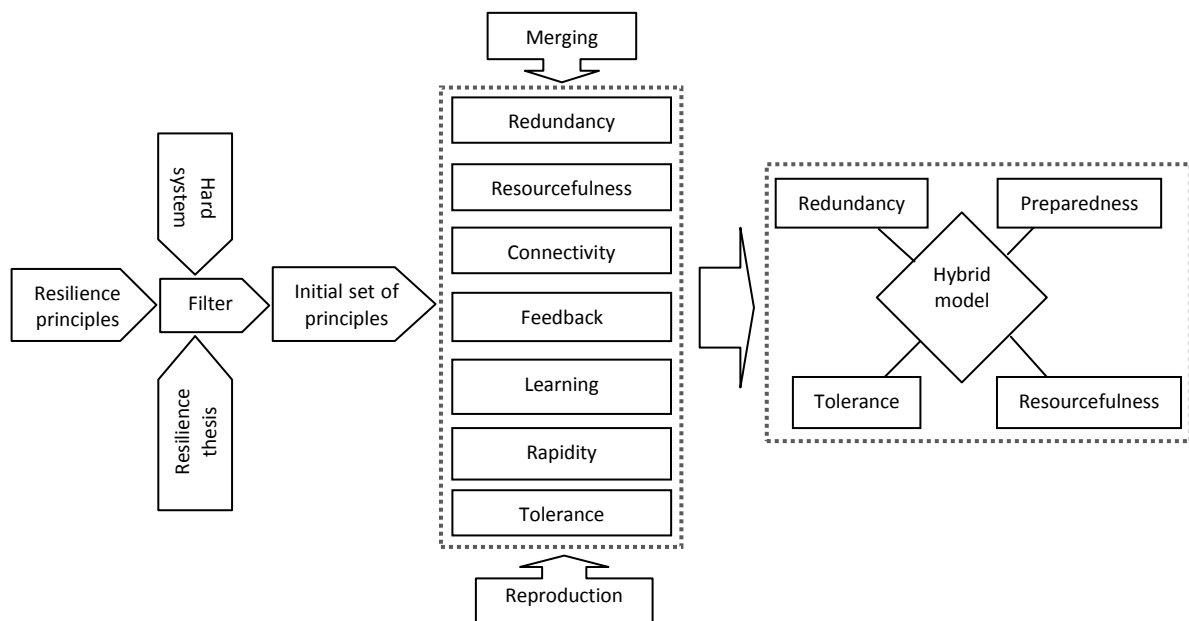 Merging
Redundancy
Resourcefulness
Connectivity
Feedback
Learning
Rapidity
Tolerance
Reproduction
Hard
system
Resilience
principles
Filter
Initial set of
principles
Resilience
thesis
Redundancy
Preparedness
Hybrid
model
Tolerance
Resourcefulness